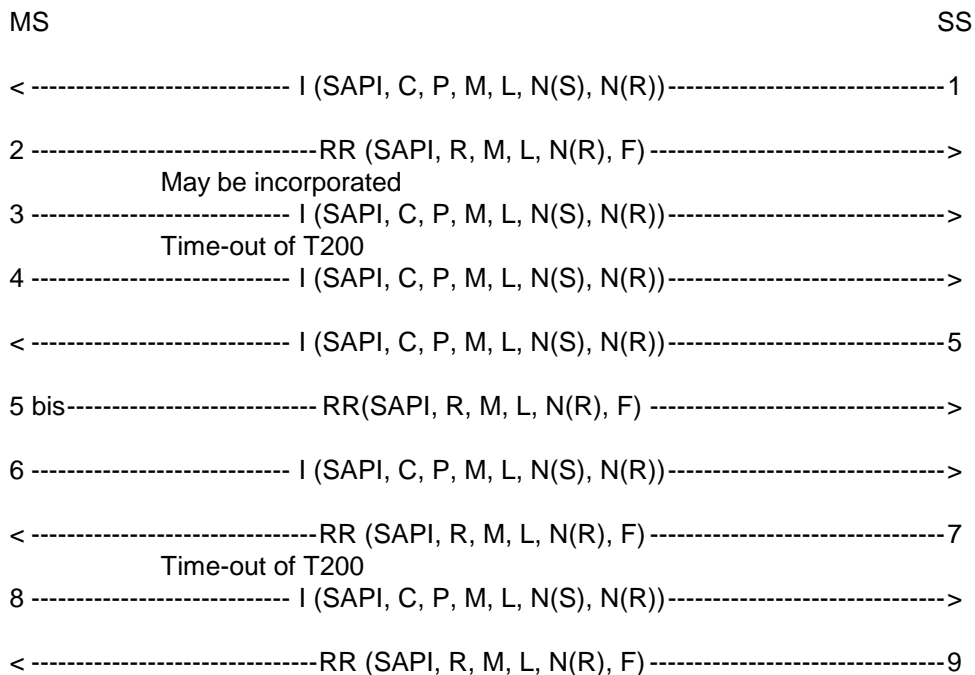 MS SS
< ----------------------------- I (SAPI, C, P, M, L, N(S), N(R))------------------------------- 1
2 --------------------------------RR (SAPI, R, M, L, N(R), F) ---------------------------------->
May be incorporated
3 ----------------------------- I (SAPI, C, P, M, L, N(S), N(R))--------------------------------->
Time-out of T200
4 ----------------------------- I (SAPI, C, P, M, L, N(S), N(R))--------------------------------->
< ----------------------------- I (SAPI, C, P, M, L, N(S), N(R))------------------------------- 5
5 bis---------------------------- RR(SAPI, R, M, L, N(R), F) ---------------------------------->
6 ----------------------------- I (SAPI, C, P, M, L, N(S), N(R))--------------------------------->
< --------------------------------RR (SAPI, R, M, L, N(R), F) --------------------------------- 7
Time-out of T200
8 ----------------------------- I (SAPI, C, P, M, L, N(S), N(R))--------------------------------->
< --------------------------------RR (SAPI, R, M, L, N(R), F) --------------------------------- 9